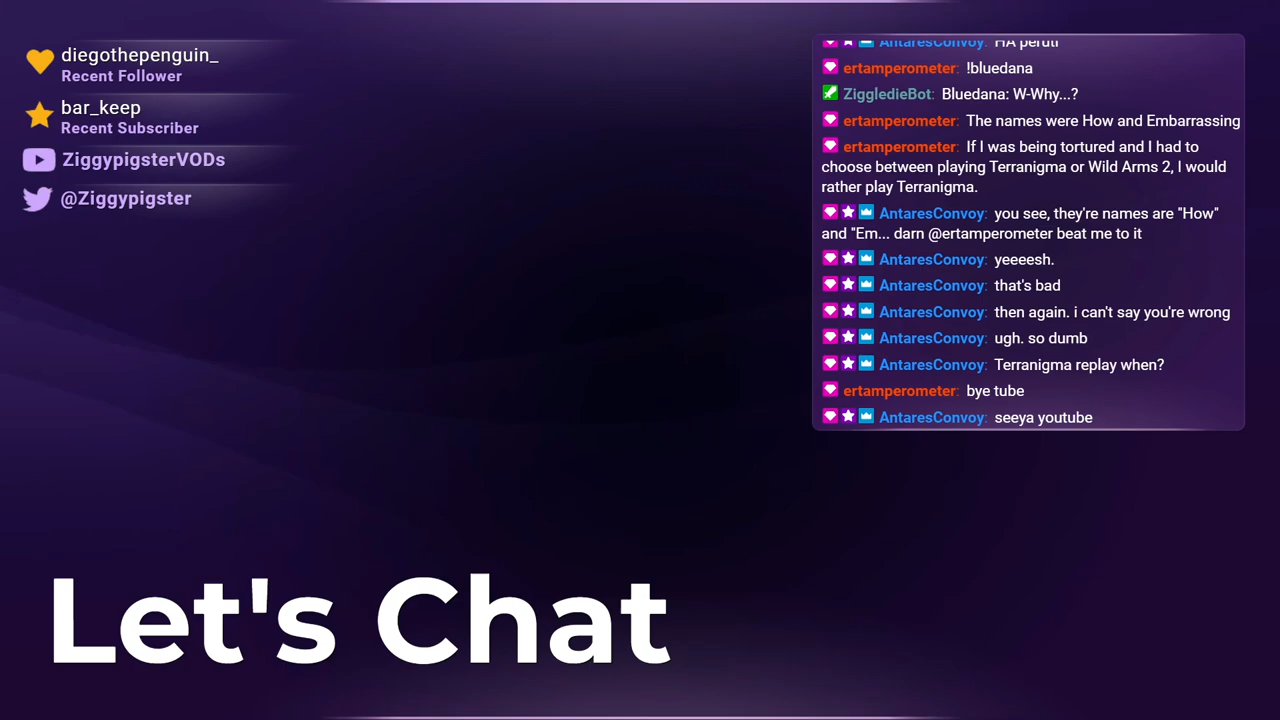 diegothepenguin_
Recent Follower
bar_keep
Recent Subscriber
ZiggypigsterVODs
@Ziggypigster
AntaresConvoy: HA peruti
ertamperometer: !bluedana
ZiggledieBot: Bluedana: W-Why...?
ertamperometer: The names were How and Embarrassing
ertamperometer: If I was being tortured and I had to
choose between playing Terranigma or Wild Arms 2, I would
rather play Terranigma.
AntaresConvoy: you see, they're names are "How"
and "Em... darn @ertamperometer beat me to it
AntaresConvoy: yeeeesh.
AntaresConvoy: that's bad
AntaresConvoy: then again. i can't say you're wrong
AntaresConvoy: ugh. so dumb
AntaresConvoy: Terranigma replay when?
ertamperometer: bye tube
AntaresConvoy: seeya youtube
Let's Chat